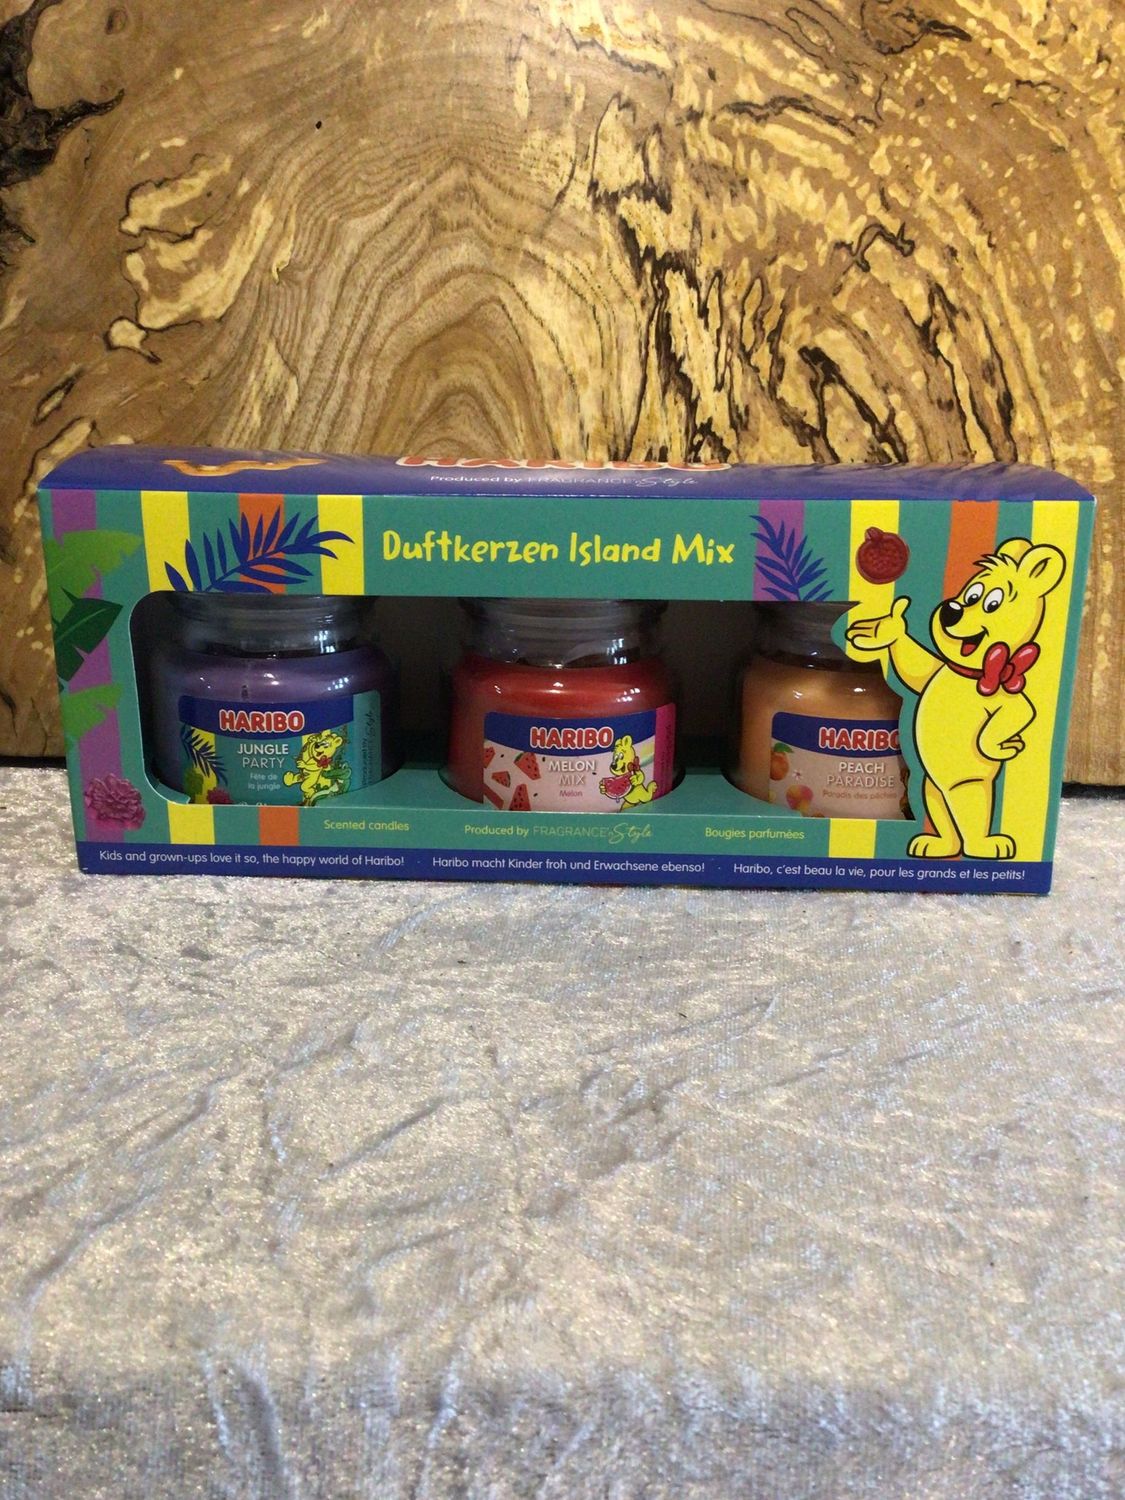 HARIBO
Produced by FRAGRANCE'n Style
Duftkerzen Island Mix
HARIBO
JUNGLE
PARTY
Fête de
la jungle
HARIBO
MELON
MIX
Melon
HARIBO
PEACH
PARADISE
Paradis des pêches
Scented candles
Produced by FRAGRANCE'n Style
Bougies parfumées
Kids and grown-ups love it so, the happy world of Haribo! · Haribo macht Kinder froh und Erwachsene ebenso! · Haribo, c'est beau la vie, pour les grands et les petits!